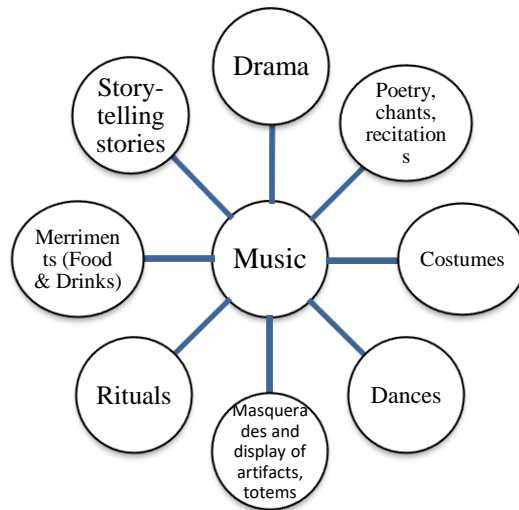 Drama
Story-
telling
stories
Poetry,
chants,
recitation
s
Merrimen
ts (Food
& Drinks)
Music
Costumes
Rituals
Masquera
des and
display of
artifacts,
totems
Dances